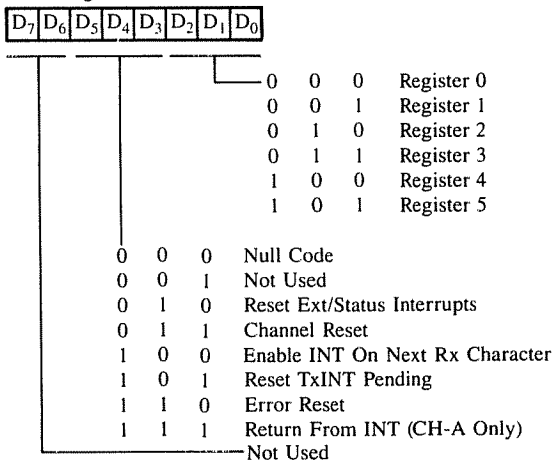 D7 D6 D5 D4 D3 D2 D1 D0
0 0 0 Register 0
0 0 1 Register 1
0 1 0 Register 2
0 1 1 Register 3
1 0 0 Register 4
1 0 1 Register 5
0 0 0 Null Code
0 0 1 Not Used
0 1 0 Reset Ext/Status Interrupts
0 1 1 Channel Reset
1 0 0 Enable INT On Next Rx Character
1 0 1 Reset TxINT Pending
1 1 0 Error Reset
1 1 1 Return From INT (CH-A Only)
Not Used